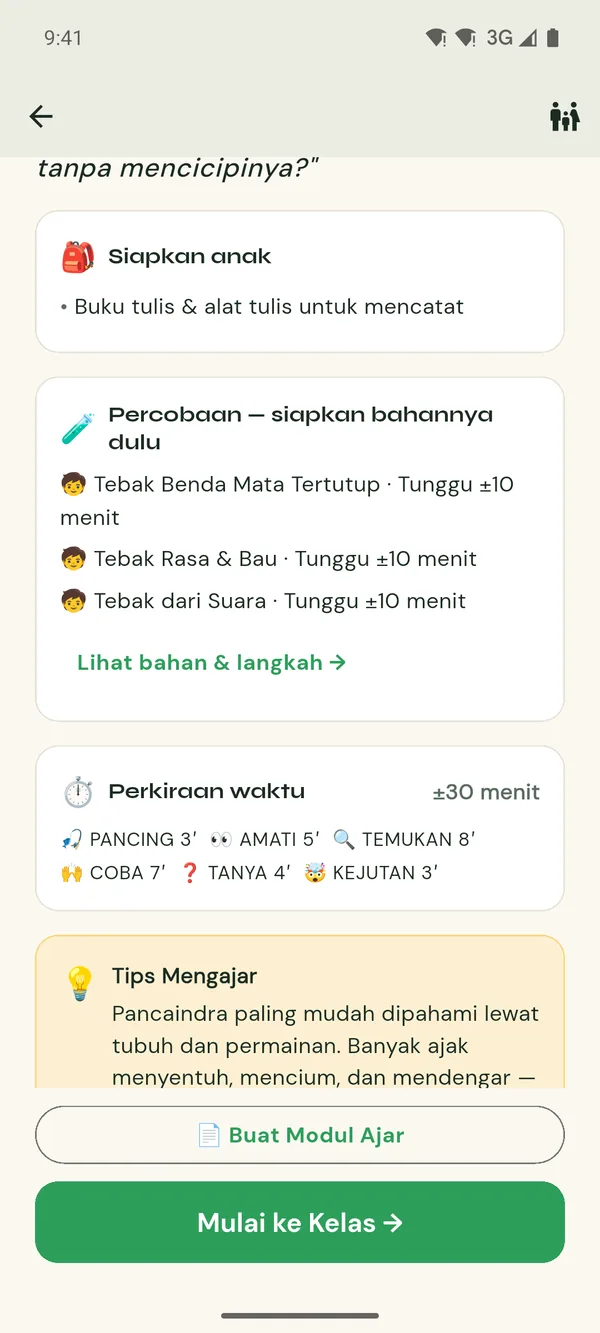 9:41
3G
tanpa mencicipinya?"
Siapkan anak
• Buku tulis & alat tulis untuk mencatat
Percobaan — siapkan bahannya
dulu
Tebak Benda Mata Tertutup · Tunggu ±10
menit
Tebak Rasa & Bau · Tunggu ±10 menit
Tebak dari Suara · Tunggu ±10 menit
Lihat bahan & langkah →
Perkiraan waktu ±30 menit
PANCING 3′ AMATI 5′ TEMUKAN 8′
COBA 7′ TANYA 4′ KEJUTAN 3′
Tips Mengajar
Pancaindra paling mudah dipahami lewat
tubuh dan permainan. Banyak ajak
menyentuh, mencium, dan mendengar —
Buat Modul Ajar
Mulai ke Kelas →